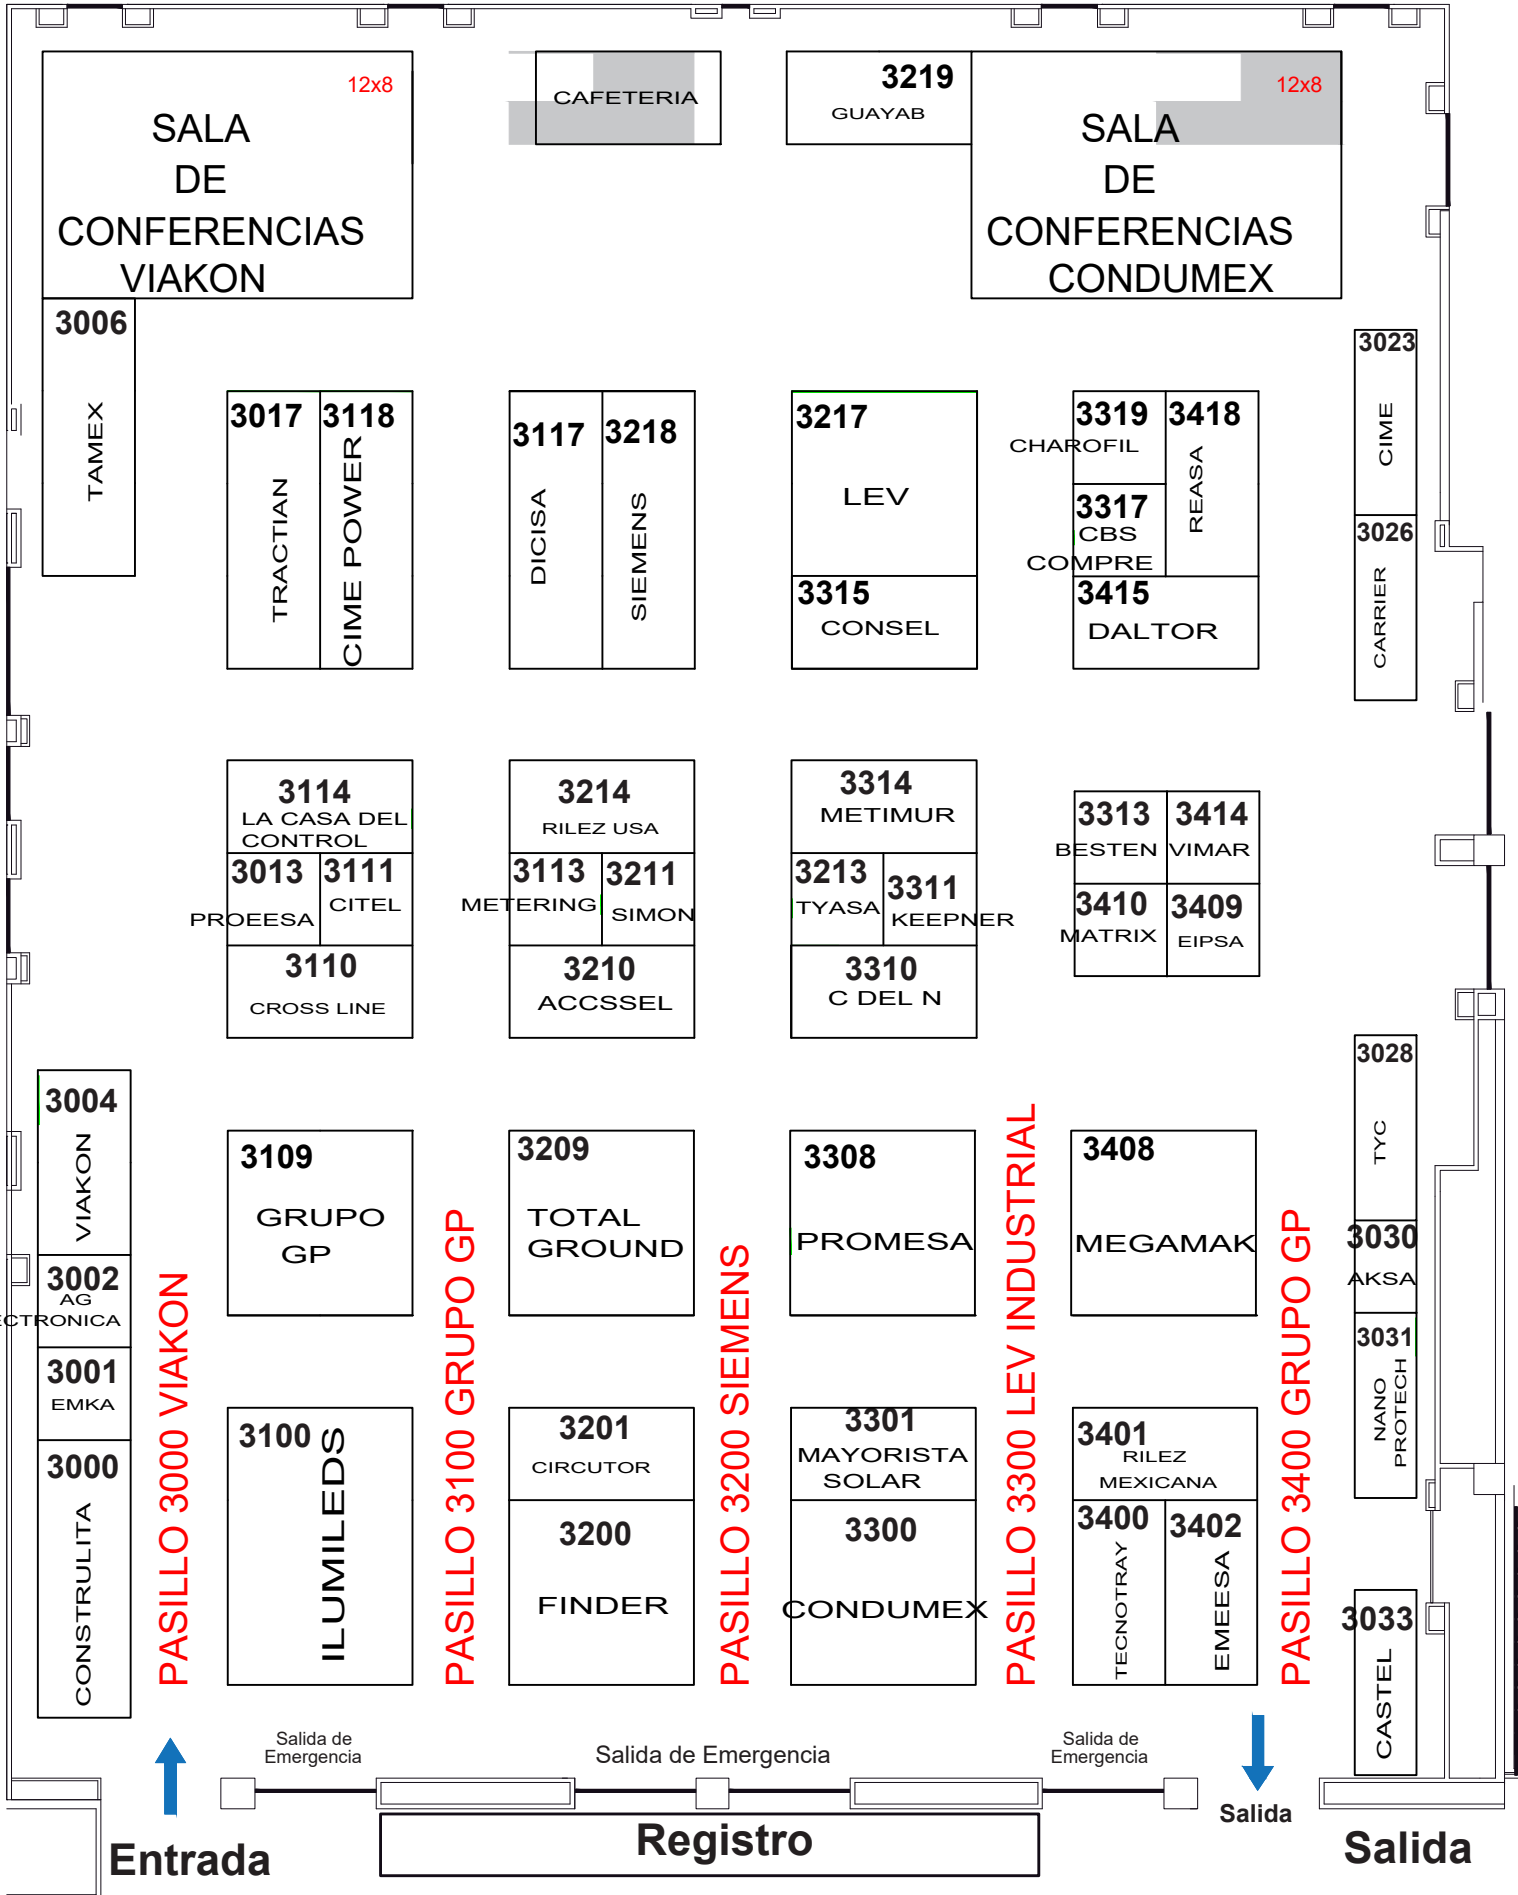 12x8
SALA
DE
CONFERENCIAS
VIAKON
CAFETERIA
3219
GUAYAB
12x8
SALA
DE
CONFERENCIAS
CONDUMEX
3006
TAMEX
3017
TRACTIAN
3118
CIME POWER
3117
DICISA
3218
SIEMENS
3217
LEV
3315
CONSEL
3319
CHAROFIL
3418
REASA
3317
CBS
COMPRE
3415
DALTOR
3023
CIME
3026
CARRIER
3114
LA CASA DEL
CONTROL
3013
PROEESA
3111
CITEL
3110
CROSS LINE
3214
RILEZ USA
3113
METERING
3211
SIMON
3210
ACCSSEL
3314
METIMUR
3213
TYASA
3311
KEEPNER
3310
C DEL N
3313
BESTEN
3414
VIMAR
3410
MATRIX
3409
EIPSA
3004
VIAKON
3002
AG
CTRONICA
3001
EMKA
3000
CONSTRULITA
PASILLO 3000 VIAKON
3109
GRUPO
GP
3100
ILUMILEDS
PASILLO 3100 GRUPO GP
3209
TOTAL
GROUND
3201
CIRCUTOR
3200
FINDER
PASILLO 3200 SIEMENS
3308
PROMESA
3301
MAYORISTA
SOLAR
3300
CONDUMEX
PASILLO 3300 LEV INDUSTRIAL
3408
MEGAMAK
3401
RILEZ
MEXICANA
3400
TECNOTRAY
3402
EMEESA
PASILLO 3400 GRUPO GP
3028
TYC
3030
AKSA
3031
NANO
PROTECH
3033
CASTEL
Salida de
Emergencia
Salida de Emergencia
Salida de
Emergencia
Salida
Entrada
Registro
Salida